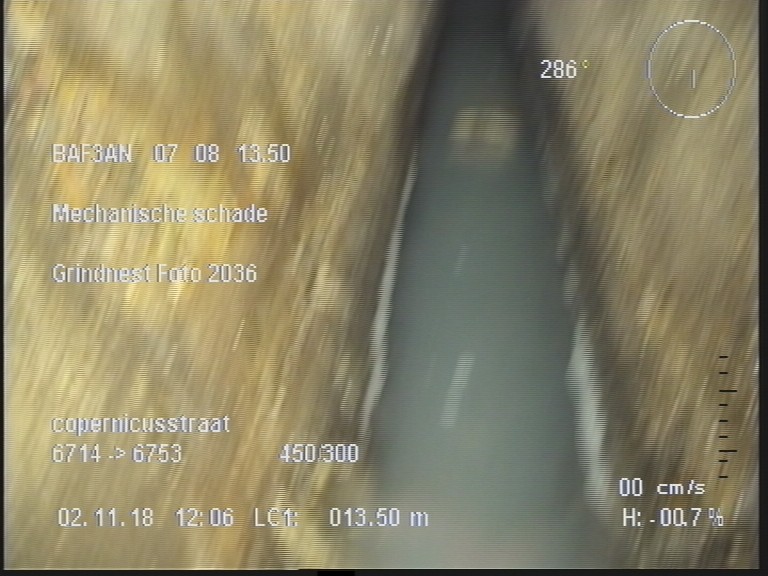 286°
BAF3AN 07 08 13.50
Mechanische schade
Grindnest Foto 2036
copernicusstraat
6714 -> 6753 450/300
00 cm/s
02.11.18 12:06 LC1: 013.50 m H: -00.7 %